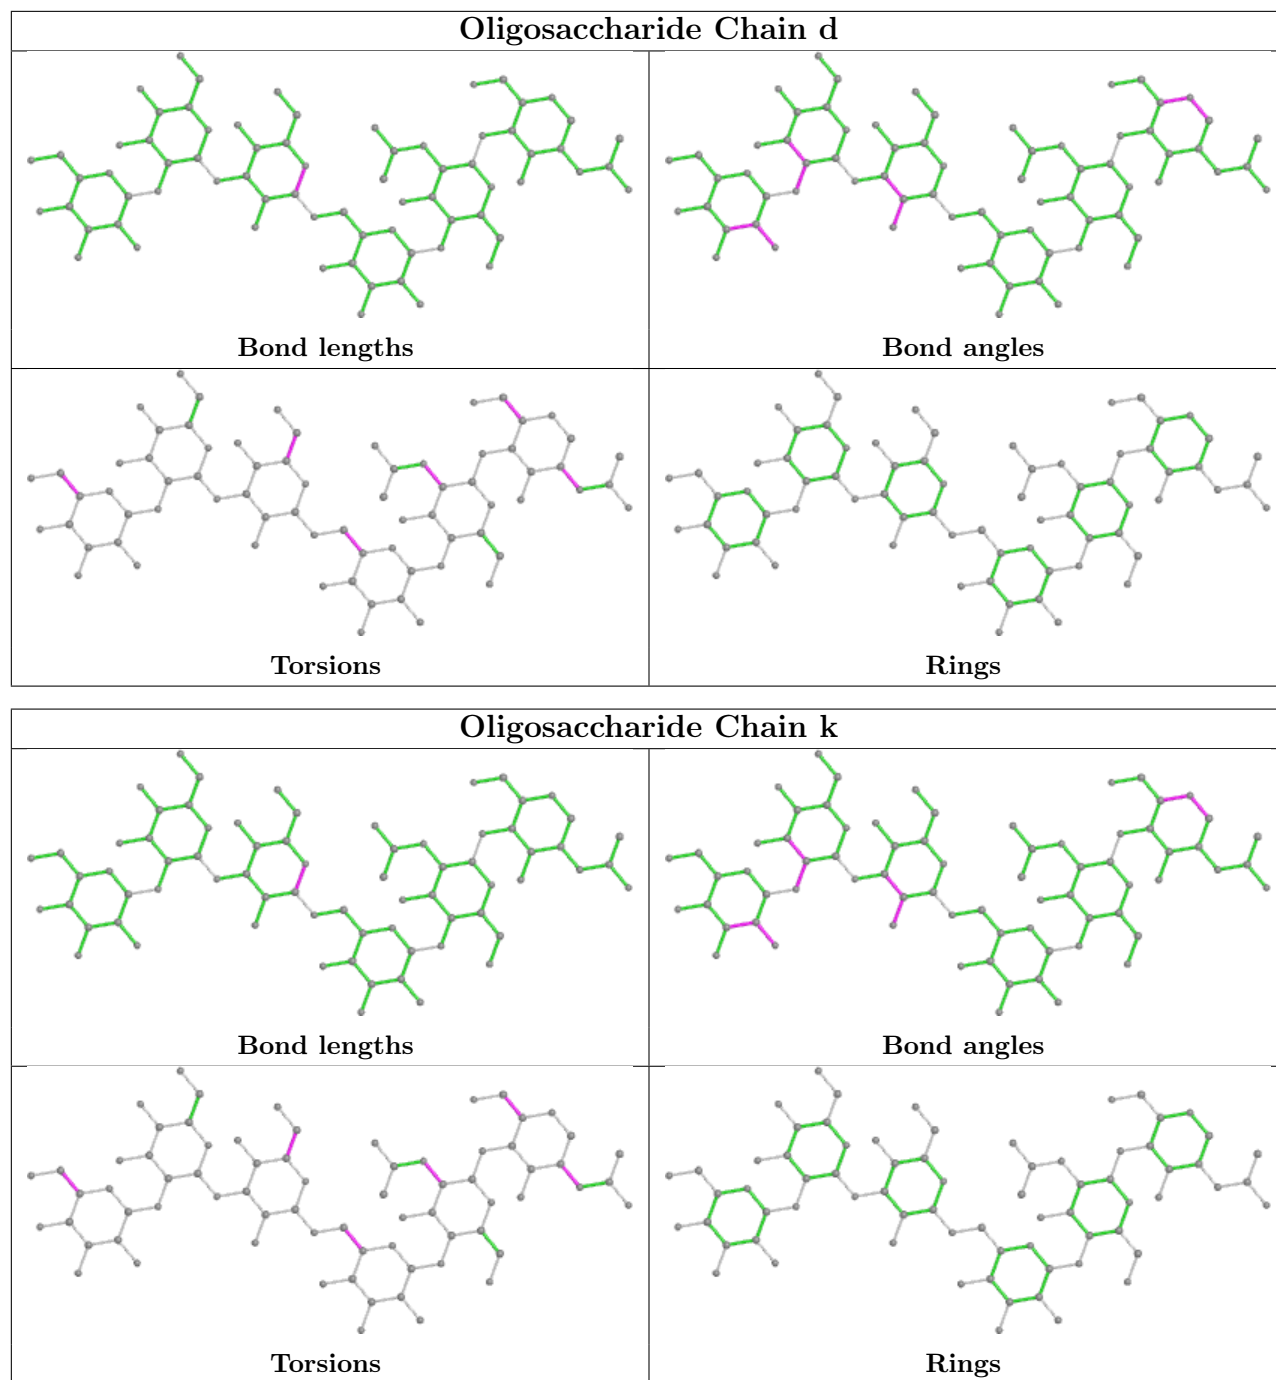 Oligosaccharide Chain d
Bond lengths
Bond angles
Torsions
Rings
Oligosaccharide Chain k
Bond lengths
Bond angles
Torsions
Rings